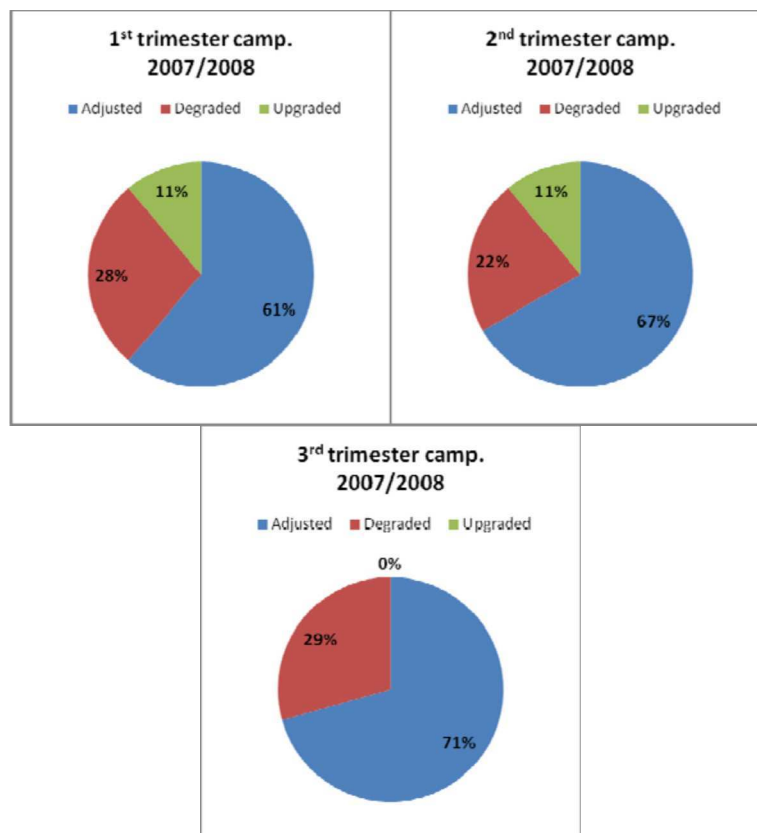 1st trimester camp.
2007/2008
Adjusted Degraded Upgraded
11%
28%
61%
2nd trimester camp.
2007/2008
Adjusted Degraded Upgraded
11%
22%
67%
3rd trimester camp.
2007/2008
Adjusted Degraded Upgraded
0%
29%
71%